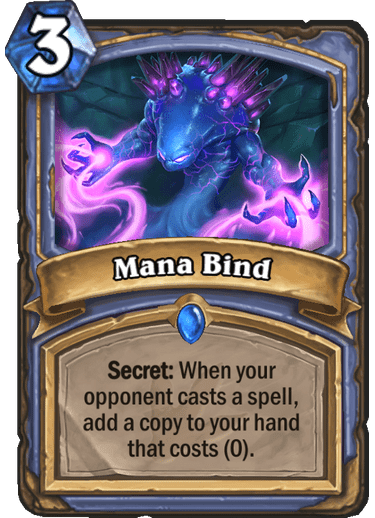 3
Mana Bind
Secret: When your
opponent casts a spell,
add a copy to your hand
that costs (0).